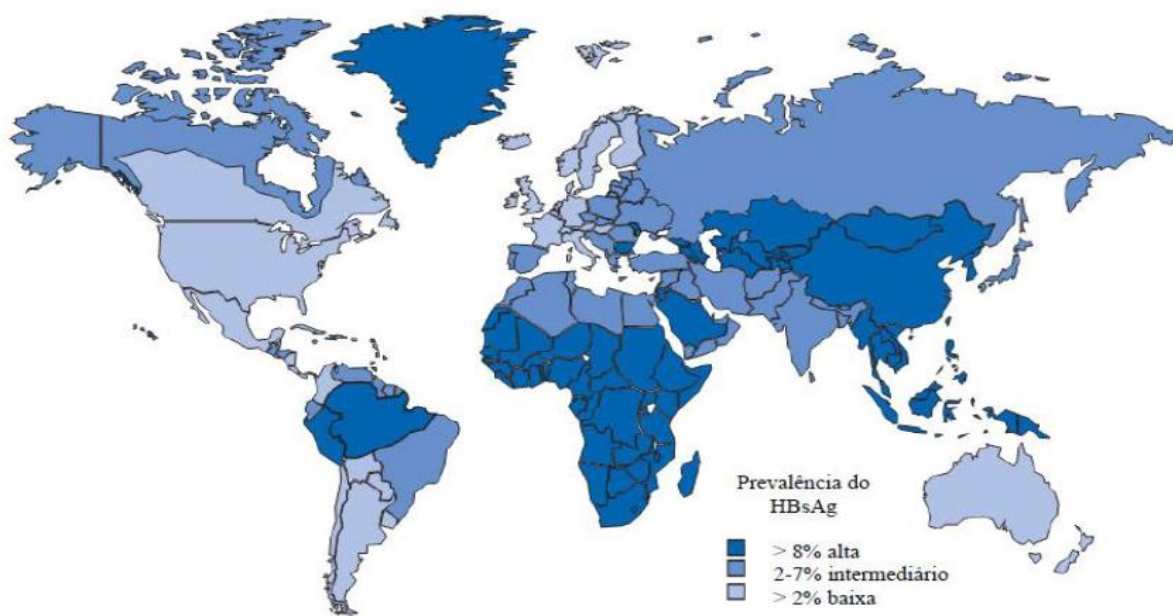 Prevalência do
HBsAg
> 8% alta
2-7% intermediário
> 2% baixa